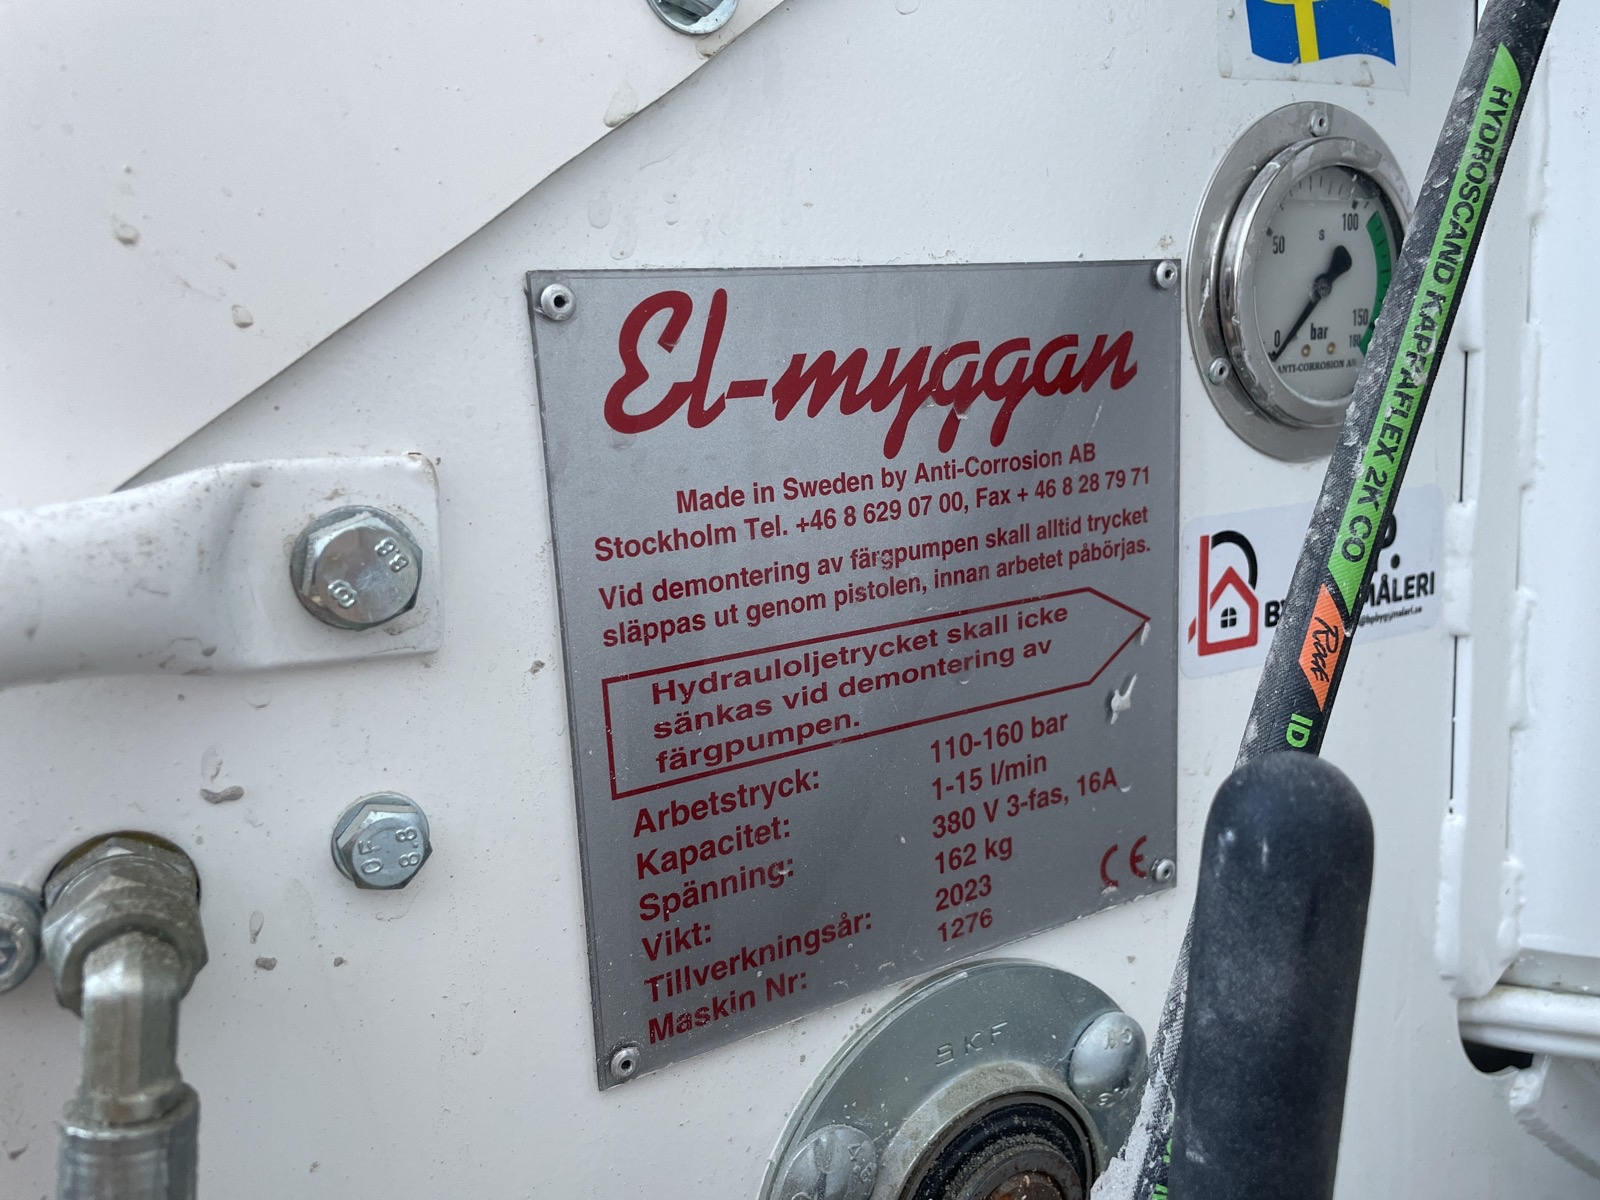 El-myggan
Made in Sweden by Anti-Corrosion AB
Stockholm Tel. +46 8 629 07 00, Fax + 46 8 28 79 71
Vid demontering av färgpumpen skall alltid trycket
släppas ut genom pistolen, innan arbetet påbörjas.
Hydrauloljetrycket skall icke
sänkas vid demontering av
färgpumpen.
Arbetstryck: 110-160 bar
Kapacitet: 1-15 l/min
Spänning: 380 V 3-fas, 16A
Vikt: 162 kg
Tillverkningsår: 2023
Maskin Nr: 1276
CE
50
S
100
150
160
0
bar
ANTI-CORROSION
HYDROSCAND KAPPAFLEX 2K CO
Rock
ID
MÅLERI
8.8
8.8
SKF